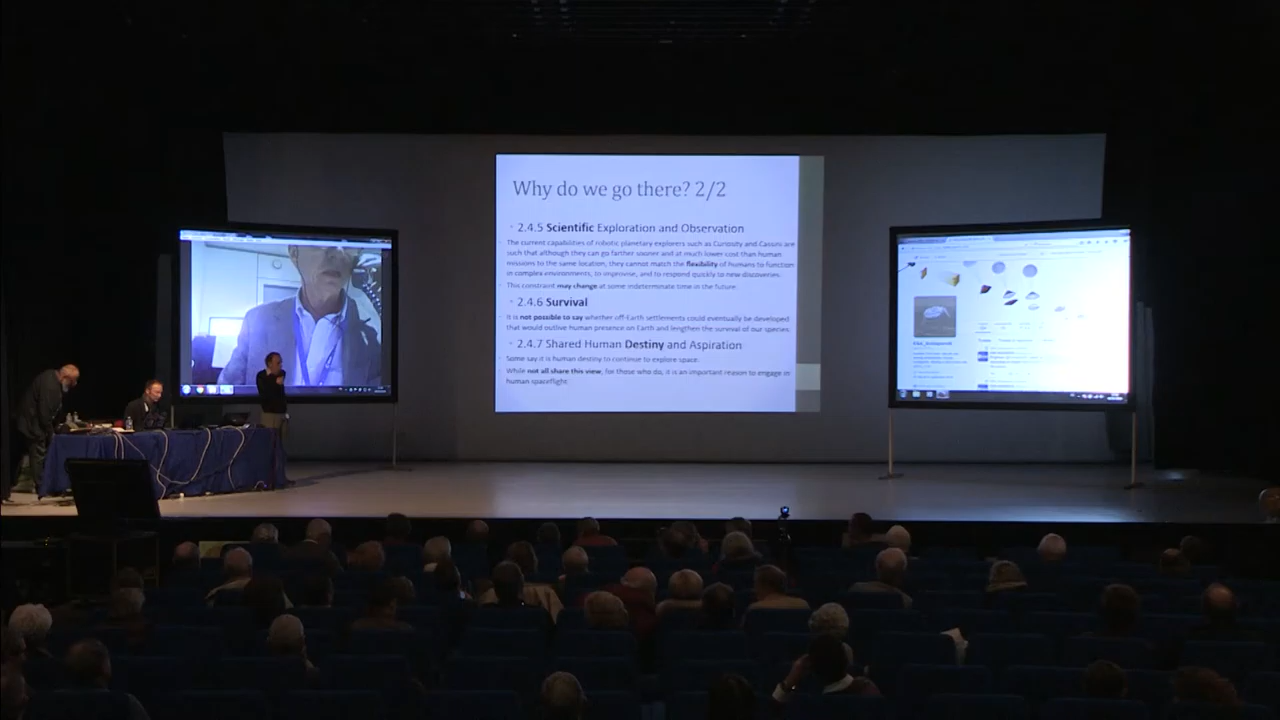 Why do we go there? 2/2
2.4.5 Scientific Exploration and Observation
The current capabilities of robotic planetary explorers such as Curiosity and Cassini are
such that although they can go farther sooner and at much lower cost than human
missions to the same location, they cannot match the flexibility of humans to function
in complex environments, to improvise, and to respond quickly to new discoveries.
This constraint may change at some indeterminate time in the future.
2.4.6 Survival
It is not possible to say whether off-Earth settlements could eventually be developed
that would outlive human presence on Earth and lengthen the survival of our species.
2.4.7 Shared Human Destiny and Aspiration
Some say it is human destiny to continue to explore space.
While not all share this view, for those who do, it is an important reason to engage in
human spaceflight.